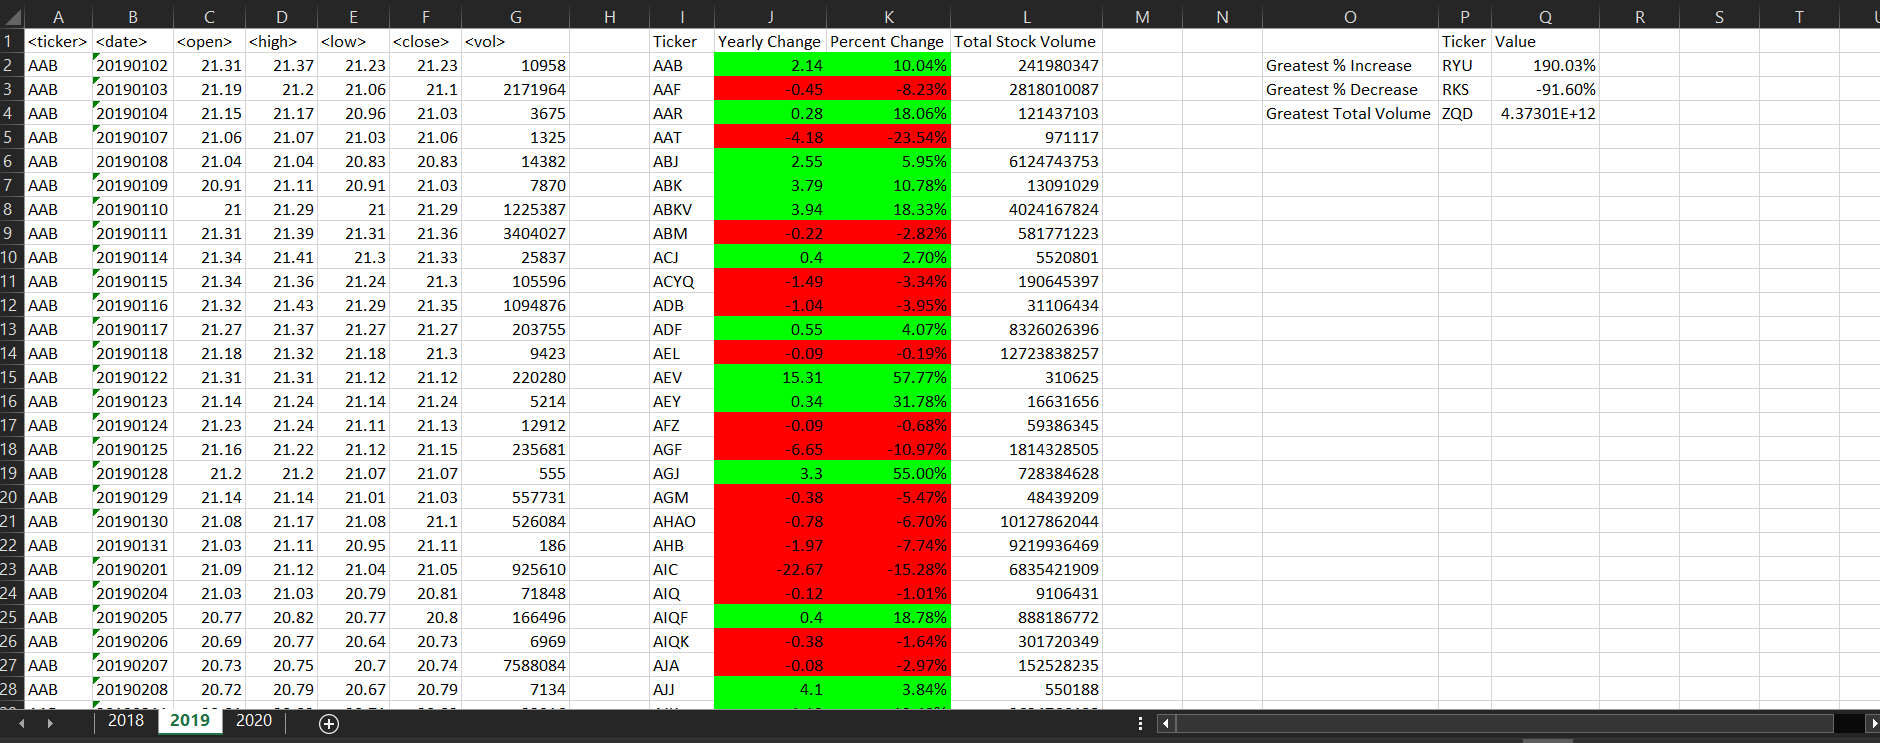 A B C D E F G H I J K L M N O P Q R S T
1 <ticker> <date> <open> <high> <low> <close> <vol> Ticker Yearly Change Percent Change Total Stock Volume Ticker Value
2 AAB 20190102 21.31 21.37 21.23 21.23 10958 AAB 2.14 10.04% 241980347 Greatest % Increase RYU 190.03%
3 AAB 20190103 21.19 21.2 21.06 21.1 2171964 AAF -0.45 -8.23% 2818010087 Greatest % Decrease RKS -91.60%
4 AAB 20190104 21.15 21.17 20.96 21.03 3675 AAR 0.28 18.06% 121437103 Greatest Total Volume ZQD 4.37301E+12
5 AAB 20190107 21.06 21.07 21.03 21.06 1325 AAT -4.18 -23.54% 971117
6 AAB 20190108 21.04 21.04 20.83 20.83 14382 ABJ 2.55 5.95% 6124743753
7 AAB 20190109 20.91 21.11 20.91 21.03 7870 ABK 3.79 10.78% 13091029
8 AAB 20190110 21 21.29 21 21.29 1225387 ABKV 3.94 18.33% 4024167824
9 AAB 20190111 21.31 21.39 21.31 21.36 3404027 ABM -0.22 -2.82% 581771223
10 AAB 20190114 21.34 21.41 21.3 21.33 25837 ACJ 0.4 2.70% 5520801
11 AAB 20190115 21.34 21.36 21.24 21.3 105596 ACYQ -1.49 -3.34% 190645397
12 AAB 20190116 21.32 21.43 21.29 21.35 1094876 ADB -1.04 -3.95% 31106434
13 AAB 20190117 21.27 21.37 21.27 21.27 203755 ADF 0.55 4.07% 8326026396
14 AAB 20190118 21.18 21.32 21.18 21.3 9423 AEL -0.09 -0.19% 12723838257
15 AAB 20190122 21.31 21.31 21.12 21.12 220280 AEV 15.31 57.77% 310625
16 AAB 20190123 21.14 21.24 21.14 21.24 5214 AEY 0.34 31.78% 16631656
17 AAB 20190124 21.23 21.24 21.11 21.13 12912 AFZ -0.09 -0.68% 59386345
18 AAB 20190125 21.16 21.22 21.12 21.15 235681 AGF -6.65 -10.97% 1814328505
19 AAB 20190128 21.2 21.2 21.07 21.07 555 AGJ 3.3 55.00% 728384628
20 AAB 20190129 21.14 21.14 21.01 21.03 557731 AGM -0.38 -5.47% 48439209
21 AAB 20190130 21.08 21.17 21.08 21.1 526084 AHAO -0.78 -6.70% 10127862044
22 AAB 20190131 21.03 21.11 20.95 21.11 186 AHB -1.97 -7.74% 9219936469
23 AAB 20190201 21.09 21.12 21.04 21.05 925610 AIC -22.67 -15.28% 6835421909
24 AAB 20190204 21.03 21.03 20.79 20.81 71848 AIQ -0.12 -1.01% 9106431
25 AAB 20190205 20.77 20.82 20.77 20.8 166496 AIQF 0.4 18.78% 888186772
26 AAB 20190206 20.69 20.77 20.64 20.73 6969 AIQK -0.38 -1.64% 301720349
27 AAB 20190207 20.73 20.75 20.7 20.74 7588084 AJA -0.08 -2.97% 152528235
28 AAB 20190208 20.72 20.79 20.67 20.79 7134 AJJ 4.1 3.84% 550188
2018 2019 2020